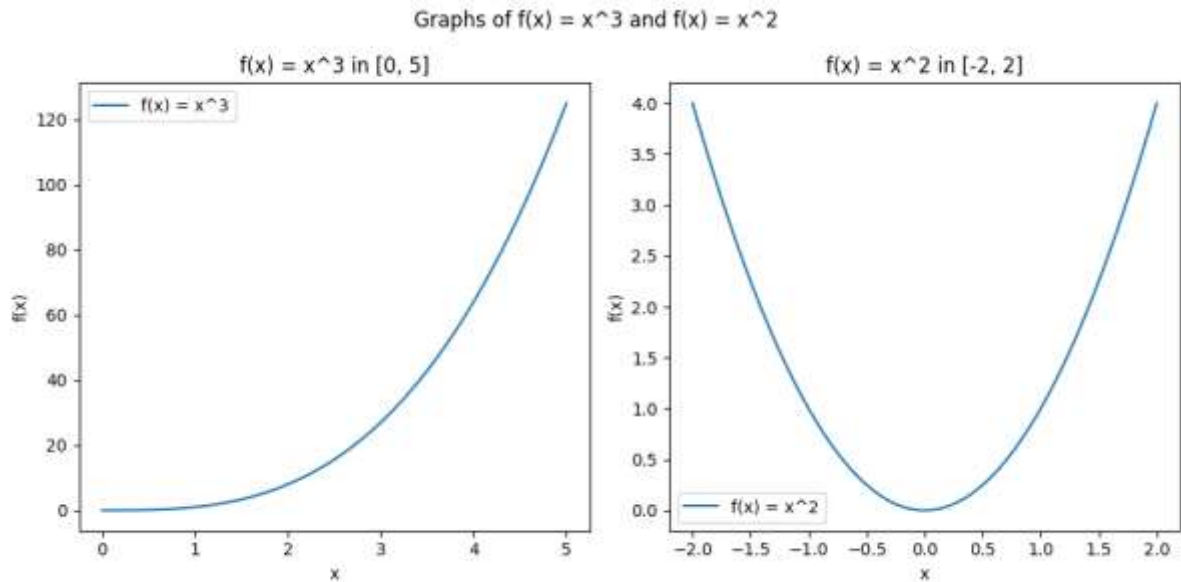 Graphs of f(x) = x^3 and f(x) = x^2
f(x) = x^3 in [0, 5]
f(x) = x^3
120
100
80
60
40
20
0
f(x)
0 1 2 3 4 5
x
f(x) = x^2 in [-2, 2]
4.0
3.5
3.0
2.5
2.0
1.5
1.0
0.5
0.0
f(x)
f(x) = x^2
−2.0 −1.5 −1.0 −0.5 0.0 0.5 1.0 1.5 2.0
x